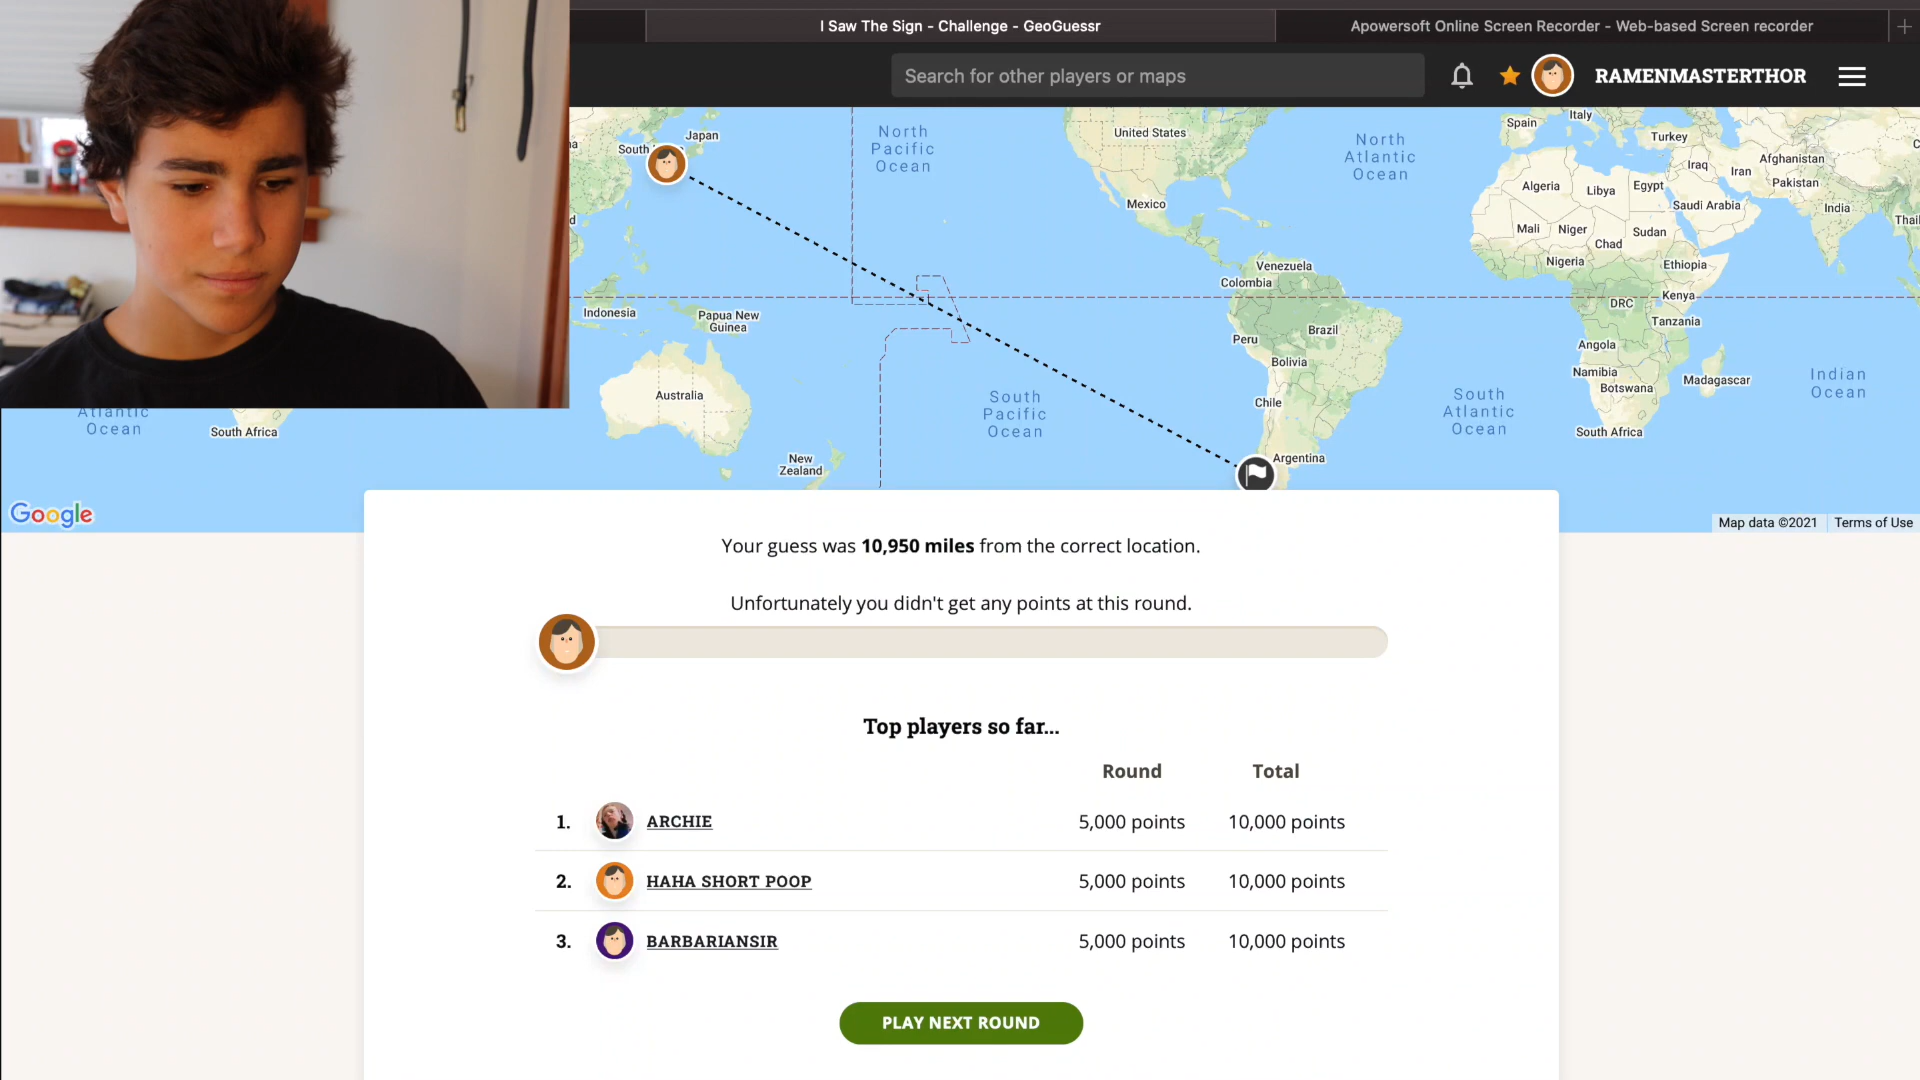 I Saw The Sign - Challenge - GeoGuessr
Apowersoft Online Screen Recorder - Web-based Screen recorder
Search for other players or maps
RAMENMASTERTHOR
Japan
South
North Pacific Ocean
United States
Mexico
North Atlantic Ocean
Spain
Italy
Turkey
Afghanistan
Iraq
Iran
Pakistan
Algeria
Libya
Egypt
Saudi Arabia
India
Thail
Mali
Niger
Sudan
Chad
Nigeria
Ethiopia
Venezuela
Colombia
Indonesia
Papua New Guinea
DRC
Kenya
Tanzania
Brazil
Peru
Angola
Bolivia
Namibia
Botswana
Madagascar
Indian Ocean
Australia
South Pacific Ocean
Chile
South Atlantic Ocean
Atlantic Ocean
South Africa
South Africa
New Zealand
Argentina
Google
Map data ©2021
Terms of Use
Your guess was 10,950 miles from the correct location.
Unfortunately you didn't get any points at this round.
Top players so far...
Round Total
1. ARCHIE 5,000 points 10,000 points
2. HAHA SHORT POOP 5,000 points 10,000 points
3. BARBARIANSIR 5,000 points 10,000 points
PLAY NEXT ROUND